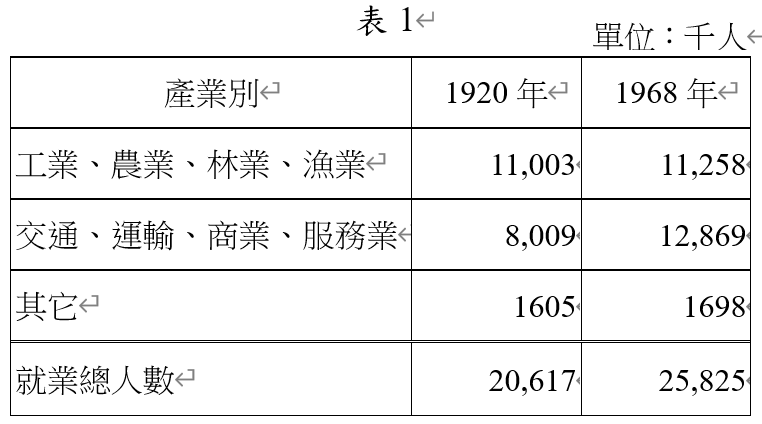 表 1
單位：千人
產業別 1920 年 1968 年
工業、農業、林業、漁業 11,003 11,258
交通、運輸、商業、服務業 8,009 12,869
其它 1605 1698
就業總人數 20,617 25,825